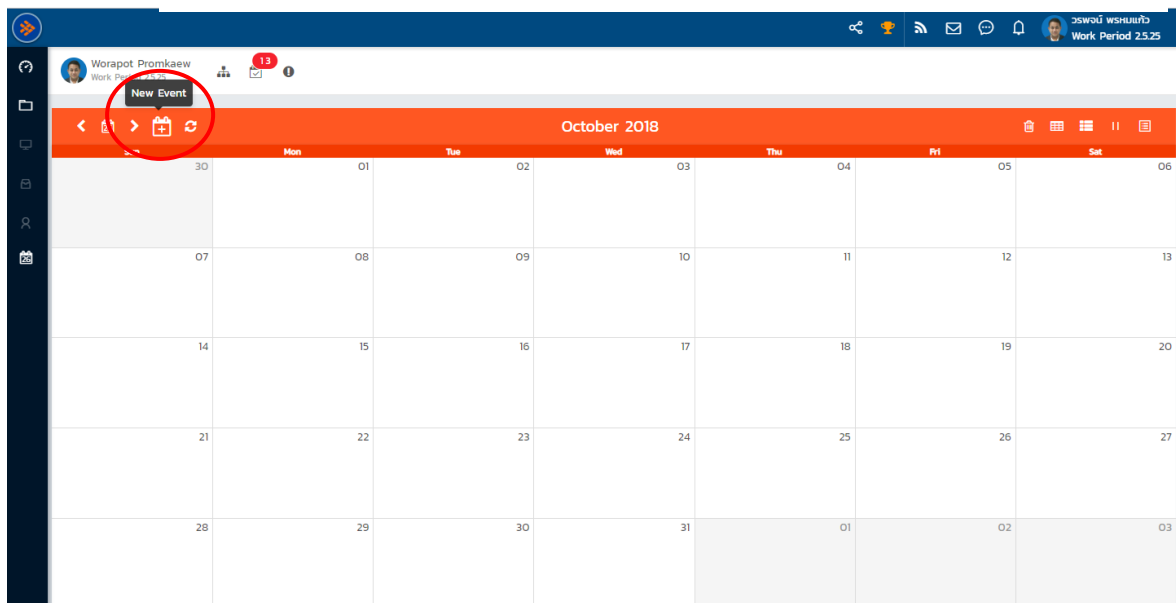 วรพจน์ พรหมแก้ว
Work Period 2.5.25
Worapot Promkaew
Work Period 2.5.25
13
New Event
October 2018
Sun Mon Tue Wed Thu Fri Sat
30 01 02 03 04 05 06
07 08 09 10 11 12 13
14 15 16 17 18 19 20
21 22 23 24 25 26 27
28 29 30 31 01 02 03
26